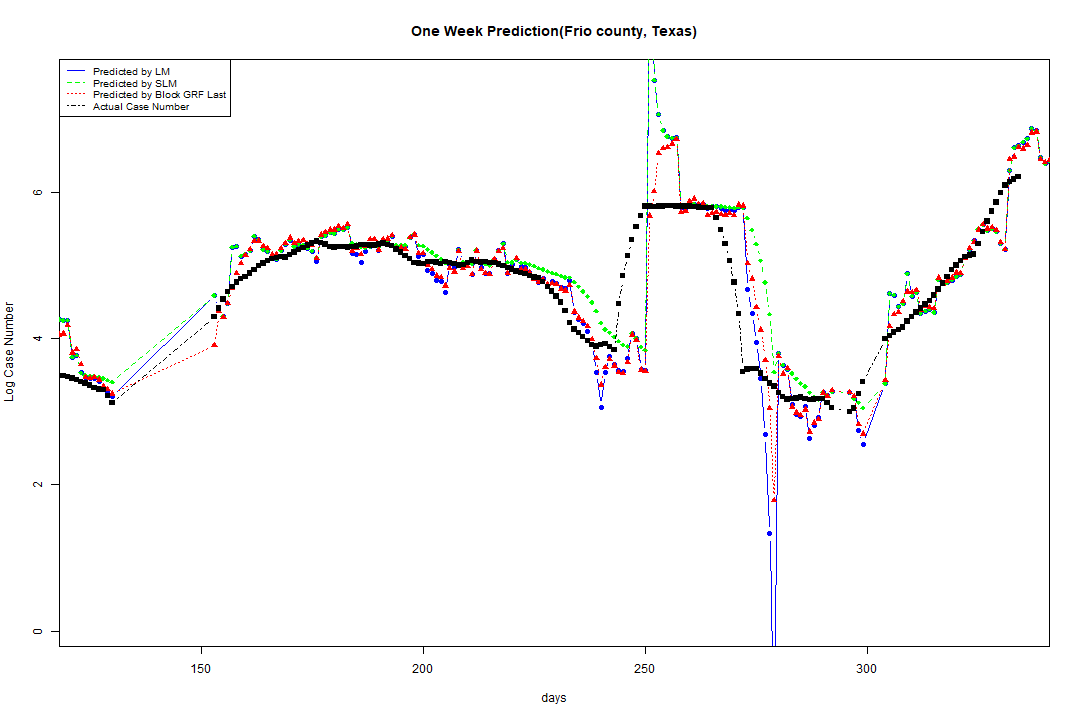 One Week Prediction(Frio county, Texas)
Predicted by LM
Predicted by SLM
Predicted by Block GRF Last
Actual Case Number
Log Case Number
6
4
2
0
150 200 250 300
days